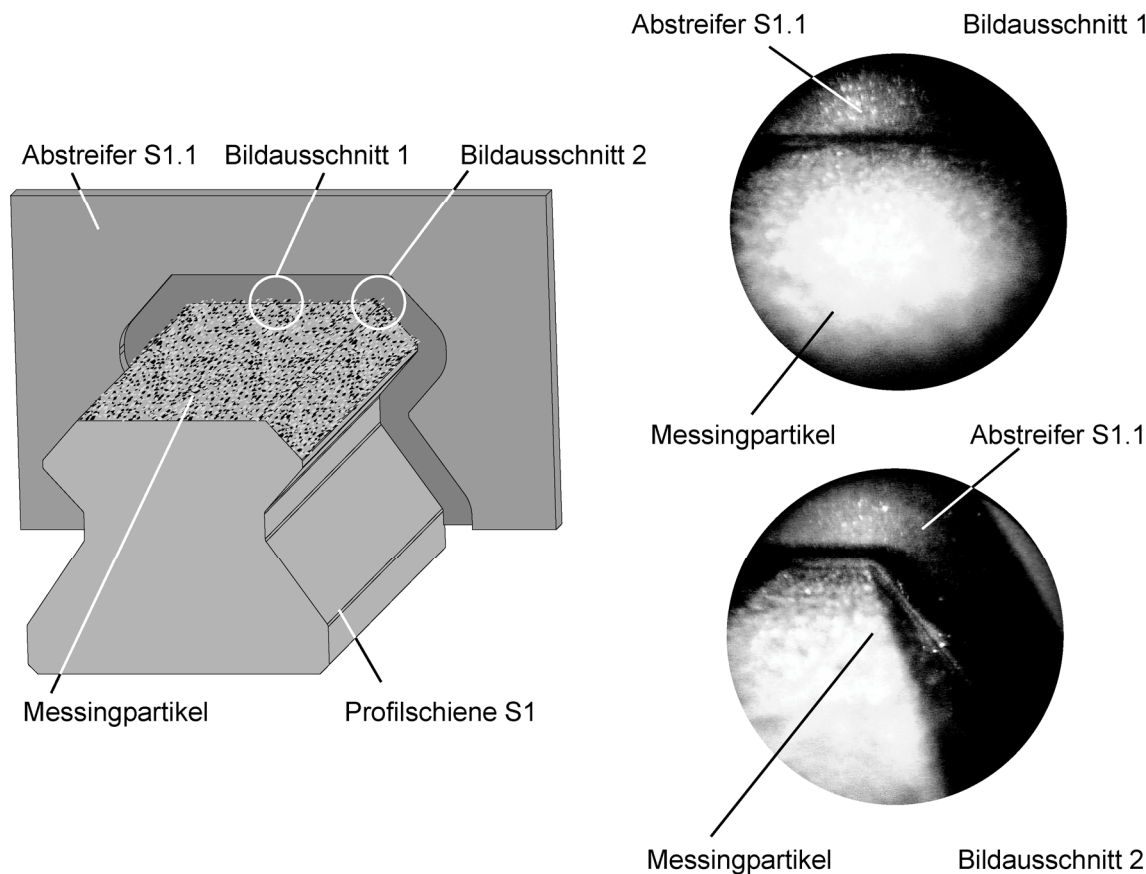 Abstreifer S1.1
Bildausschnitt 1
Bildausschnitt 2
Messingpartikel
Profilschiene S1
Abstreifer S1.1
Bildausschnitt 1
Messingpartikel
Abstreifer S1.1
Messingpartikel
Bildausschnitt 2